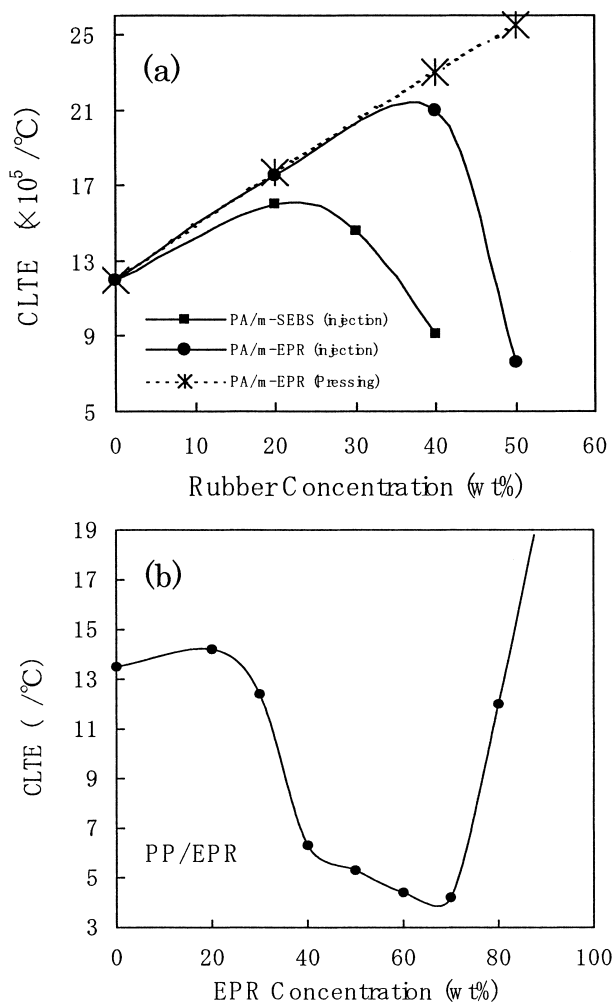 (a)
CLTE (×10⁵ /℃)
25
21
17
13
9
5
PA/m-SEBS (injection)
PA/m-EPR (injection)
PA/m-EPR (Pressing)
0 10 20 30 40 50 60
Rubber Concentration (wt%)
(b)
CLTE ( /℃)
19
17
15
13
11
9
7
5
3
PP/EPR
0 20 40 60 80 100
EPR Concentration (wt%)